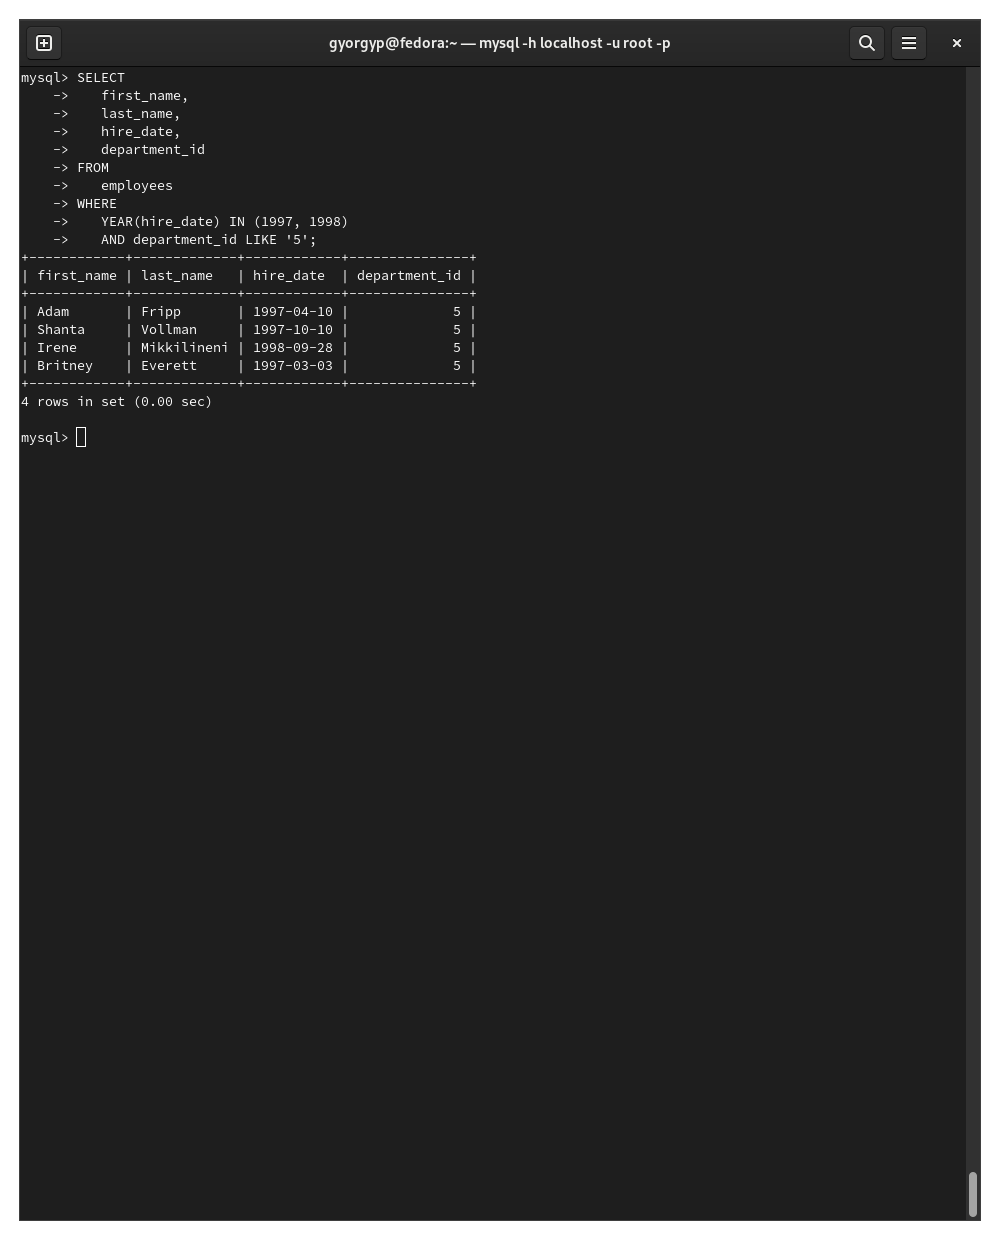 gyorgyp@fedora:~ — mysql -h localhost -u root -p
mysql> SELECT
    ->    first_name,
    ->    last_name,
    ->    hire_date,
    ->    department_id
    -> FROM
    ->    employees
    -> WHERE
    ->    YEAR(hire_date) IN (1997, 1998)
    ->    AND department_id LIKE '5';
+------------+-------------+------------+---------------+
| first_name | last_name   | hire_date  | department_id |
+------------+-------------+------------+---------------+
| Adam       | Fripp       | 1997-04-10 |             5 |
| Shanta     | Vollman     | 1997-10-10 |             5 |
| Irene      | Mikkilineni | 1998-09-28 |             5 |
| Britney    | Everett     | 1997-03-03 |             5 |
+------------+-------------+------------+---------------+
4 rows in set (0.00 sec)
mysql>